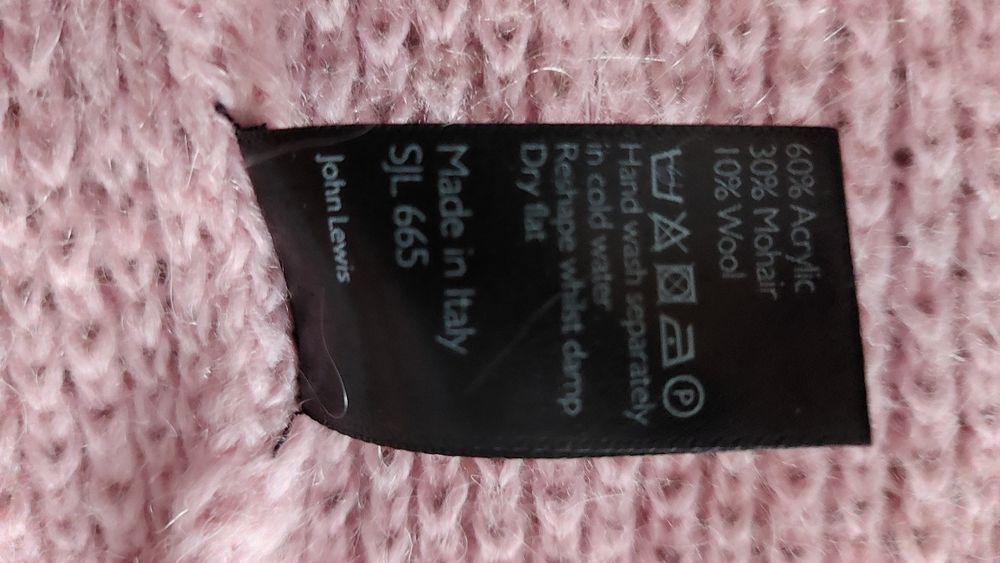 60% Acrylic
30% Mohair
10% Wool
P
Hand wash separately
in cold water
Reshape whilst damp
Dry flat
Made in Italy
SJL 665
John Lewis